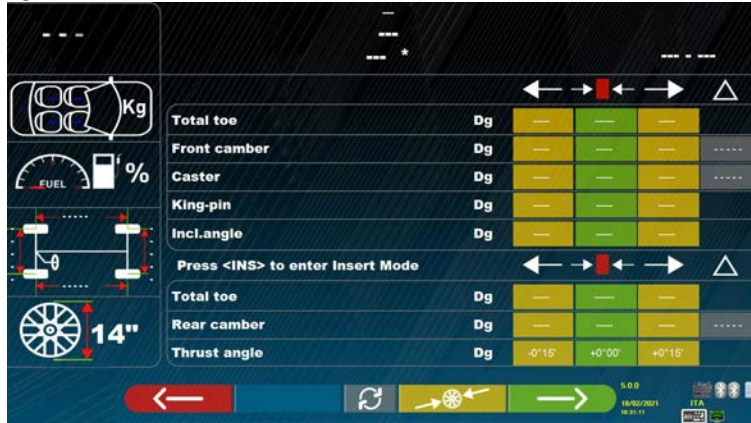 - - -
---
---
--- *
--- - ---
Kg
Total toe Dg --- --- ---
Front camber Dg --- --- --- -----
FUEL %
Caster Dg --- --- --- -----
King-pin Dg --- --- ---
Incl.angle Dg --- --- ---
Press <INS> to enter Insert Mode
Total toe Dg --- --- ---
14"
Rear camber Dg --- --- --- -----
Thrust angle Dg -0°15' +0°00' +0°15'
5.0.0
18/02/2021 ITA